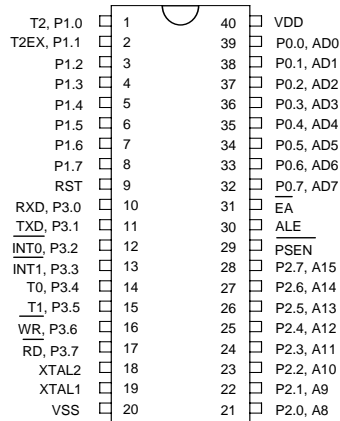 T2, P1.0 1 40 VDD
T2EX, P1.1 2 39 P0.0, AD0
P1.2 3 38 P0.1, AD1
P1.3 4 37 P0.2, AD2
P1.4 5 36 P0.3, AD3
P1.5 6 35 P0.4, AD4
P1.6 7 34 P0.5, AD5
P1.7 8 33 P0.6, AD6
RST 9 32 P0.7, AD7
RXD, P3.0 10 31 EA
TXD, P3.1 11 30 ALE
INT0, P3.2 12 29 PSEN
INT1, P3.3 13 28 P2.7, A15
T0, P3.4 14 27 P2.6, A14
T1, P3.5 15 26 P2.5, A13
WR, P3.6 16 25 P2.4, A12
RD, P3.7 17 24 P2.3, A11
XTAL2 18 23 P2.2, A10
XTAL1 19 22 P2.1, A9
VSS 20 21 P2.0, A8